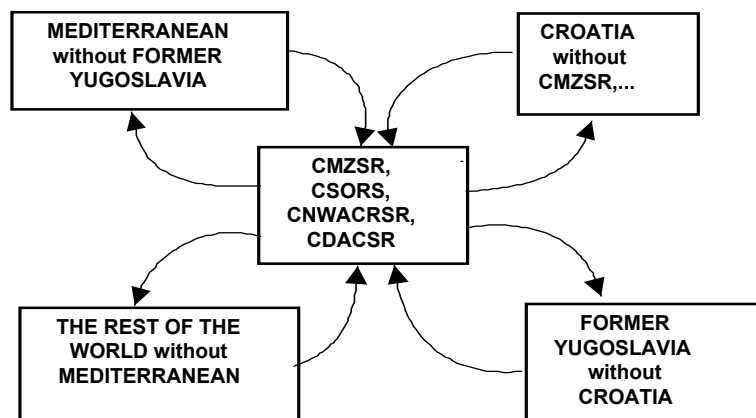 MEDITERRANEAN
without FORMER
YUGOSLAVIA
CROATIA
without
CMZSR,...
CMZSR,
CSORS,
CNWACRSR,
CDACSR
THE REST OF THE
WORLD without
MEDITERRANEAN
FORMER
YUGOSLAVIA
without
CROATIA